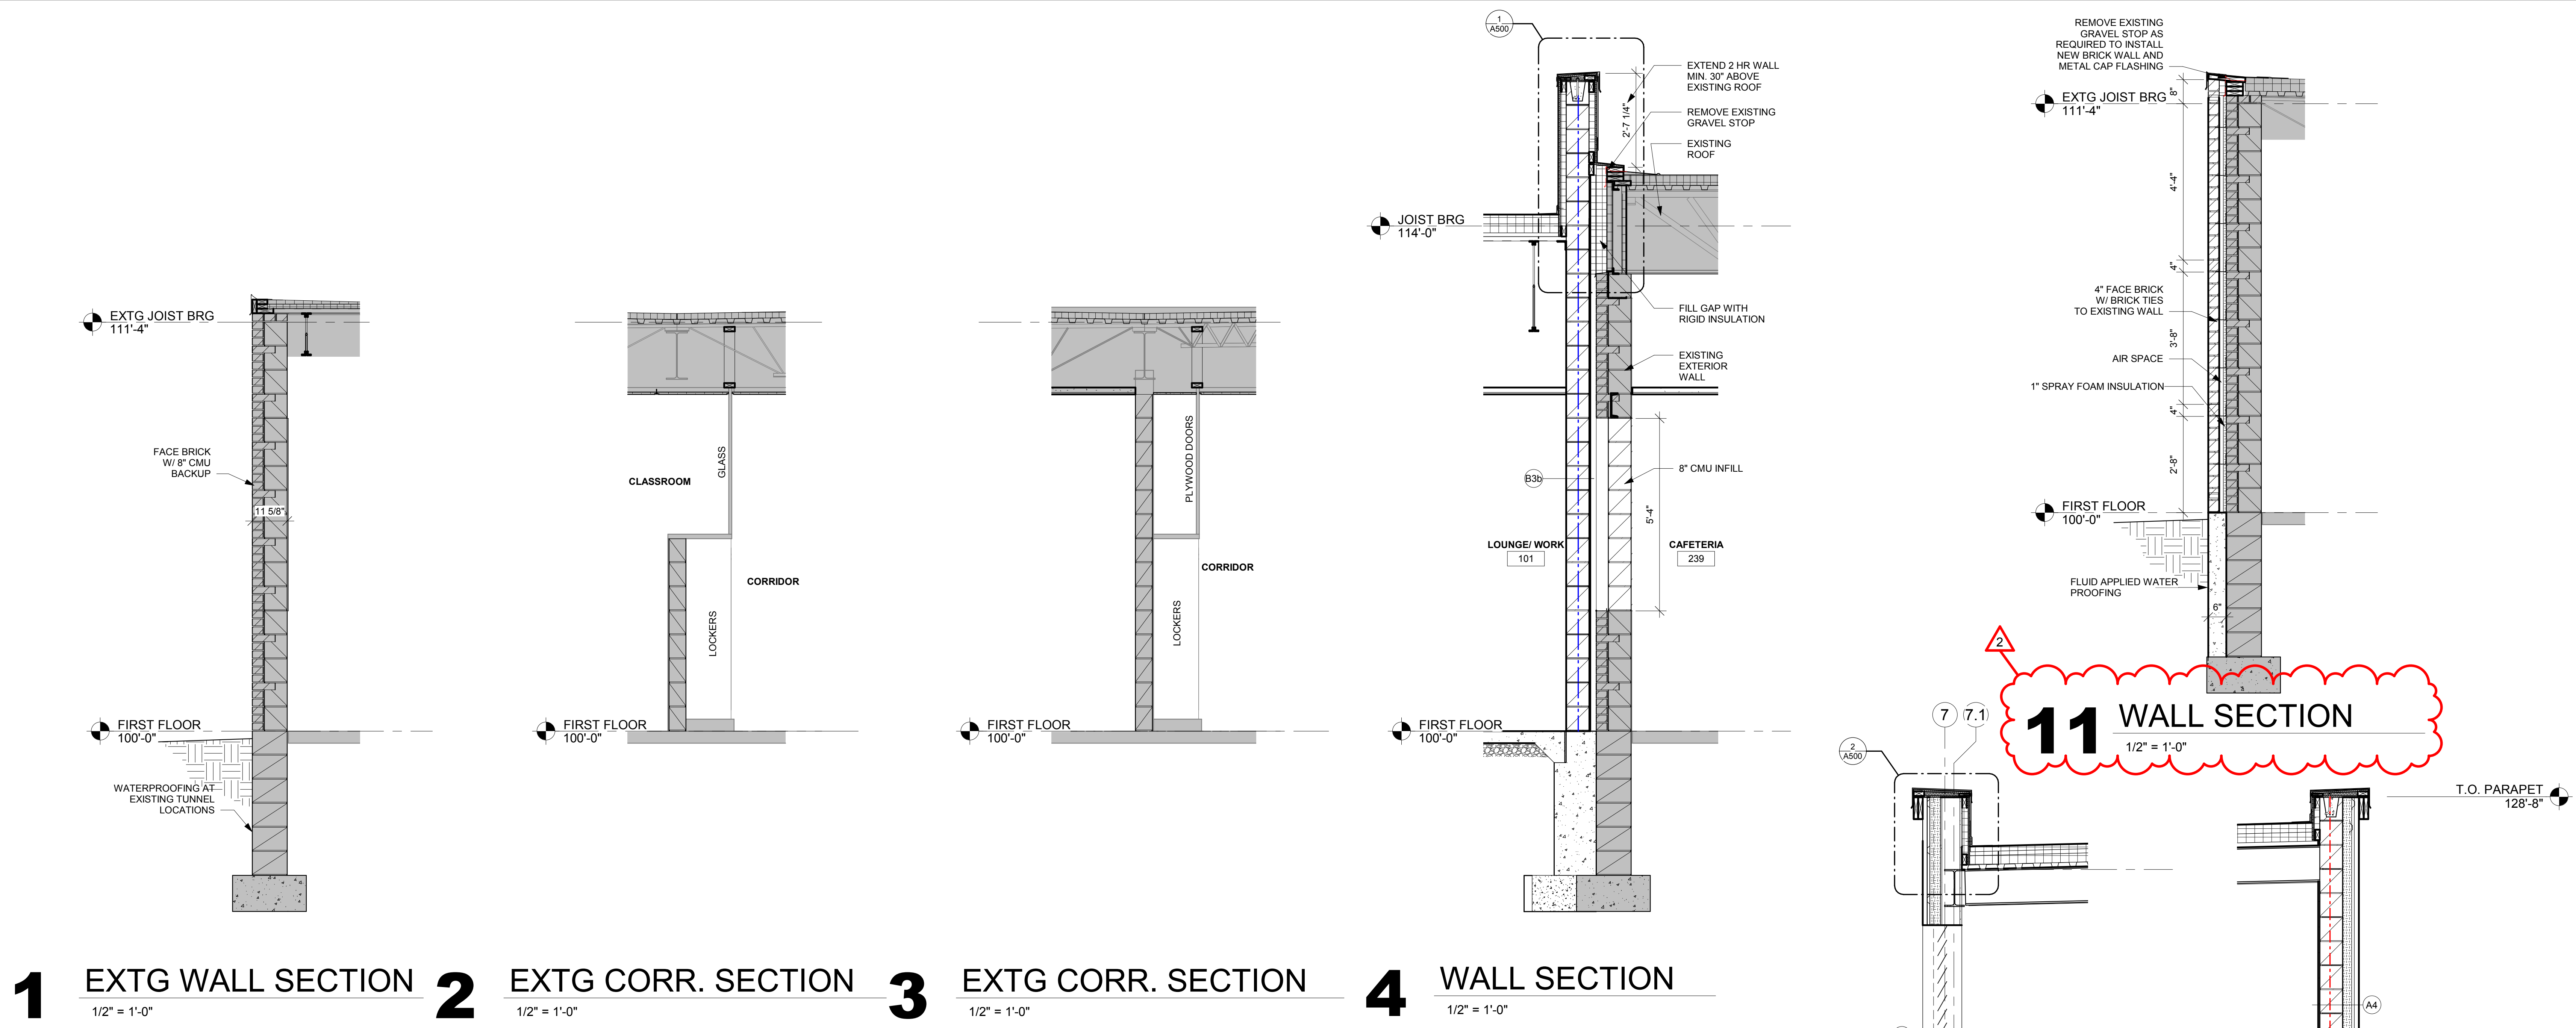 EXTG JOIST BRG
111'-4"
FACE BRICK
W/ 8" CMU
BACKUP
11 5/8"
FIRST FLOOR
100'-0"
WATERPROOFING AT
EXISTING TUNNEL
LOCATIONS
1
EXTG WALL SECTION
1/2" = 1'-0"
CLASSROOM
GLASS
CORRIDOR
LOCKERS
FIRST FLOOR
100'-0"
2
EXTG CORR. SECTION
1/2" = 1'-0"
PLYWOOD DOORS
CORRIDOR
LOCKERS
FIRST FLOOR
100'-0"
3
EXTG CORR. SECTION
1/2" = 1'-0"
1
A500
EXTEND 2 HR WALL
MIN. 30" ABOVE
EXISTING ROOF
2'-7 1/4"
REMOVE EXISTING
GRAVEL STOP
EXISTING
ROOF
JOIST BRG
114'-0"
FILL GAP WITH
RIGID INSULATION
EXISTING
EXTERIOR
WALL
B3b
8" CMU INFILL
5'-4"
LOUNGE/ WORK
101
CAFETERIA
239
FIRST FLOOR
100'-0"
4
WALL SECTION
1/2" = 1'-0"
REMOVE EXISTING
GRAVEL STOP AS
REQUIRED TO INSTALL
NEW BRICK WALL AND
METAL CAP FLASHING
EXTG JOIST BRG
111'-4"
8"
4'-4"
4"
4" FACE BRICK
W/ BRICK TIES
TO EXISTING WALL
3'-8"
AIR SPACE
1" SPRAY FOAM INSULATION
4"
2'-8"
FIRST FLOOR
100'-0"
FLUID APPLIED WATER
PROOFING
6"
2
11
WALL SECTION
1/2" = 1'-0"
7
7.1
2
A500
T.O. PARAPET
128'-8"
A4